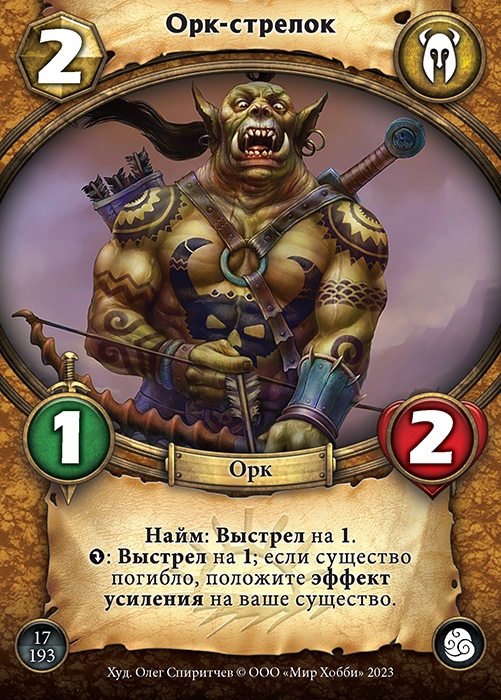 Орк-стрелок
2
1
2
Орк
Найм: Выстрел на 1.
: Выстрел на 1; если существо
погибло, положите эффект
усиления на ваше существо.
17
193
Худ. Олег Спиритчев © ООО «Мир Хобби» 2023